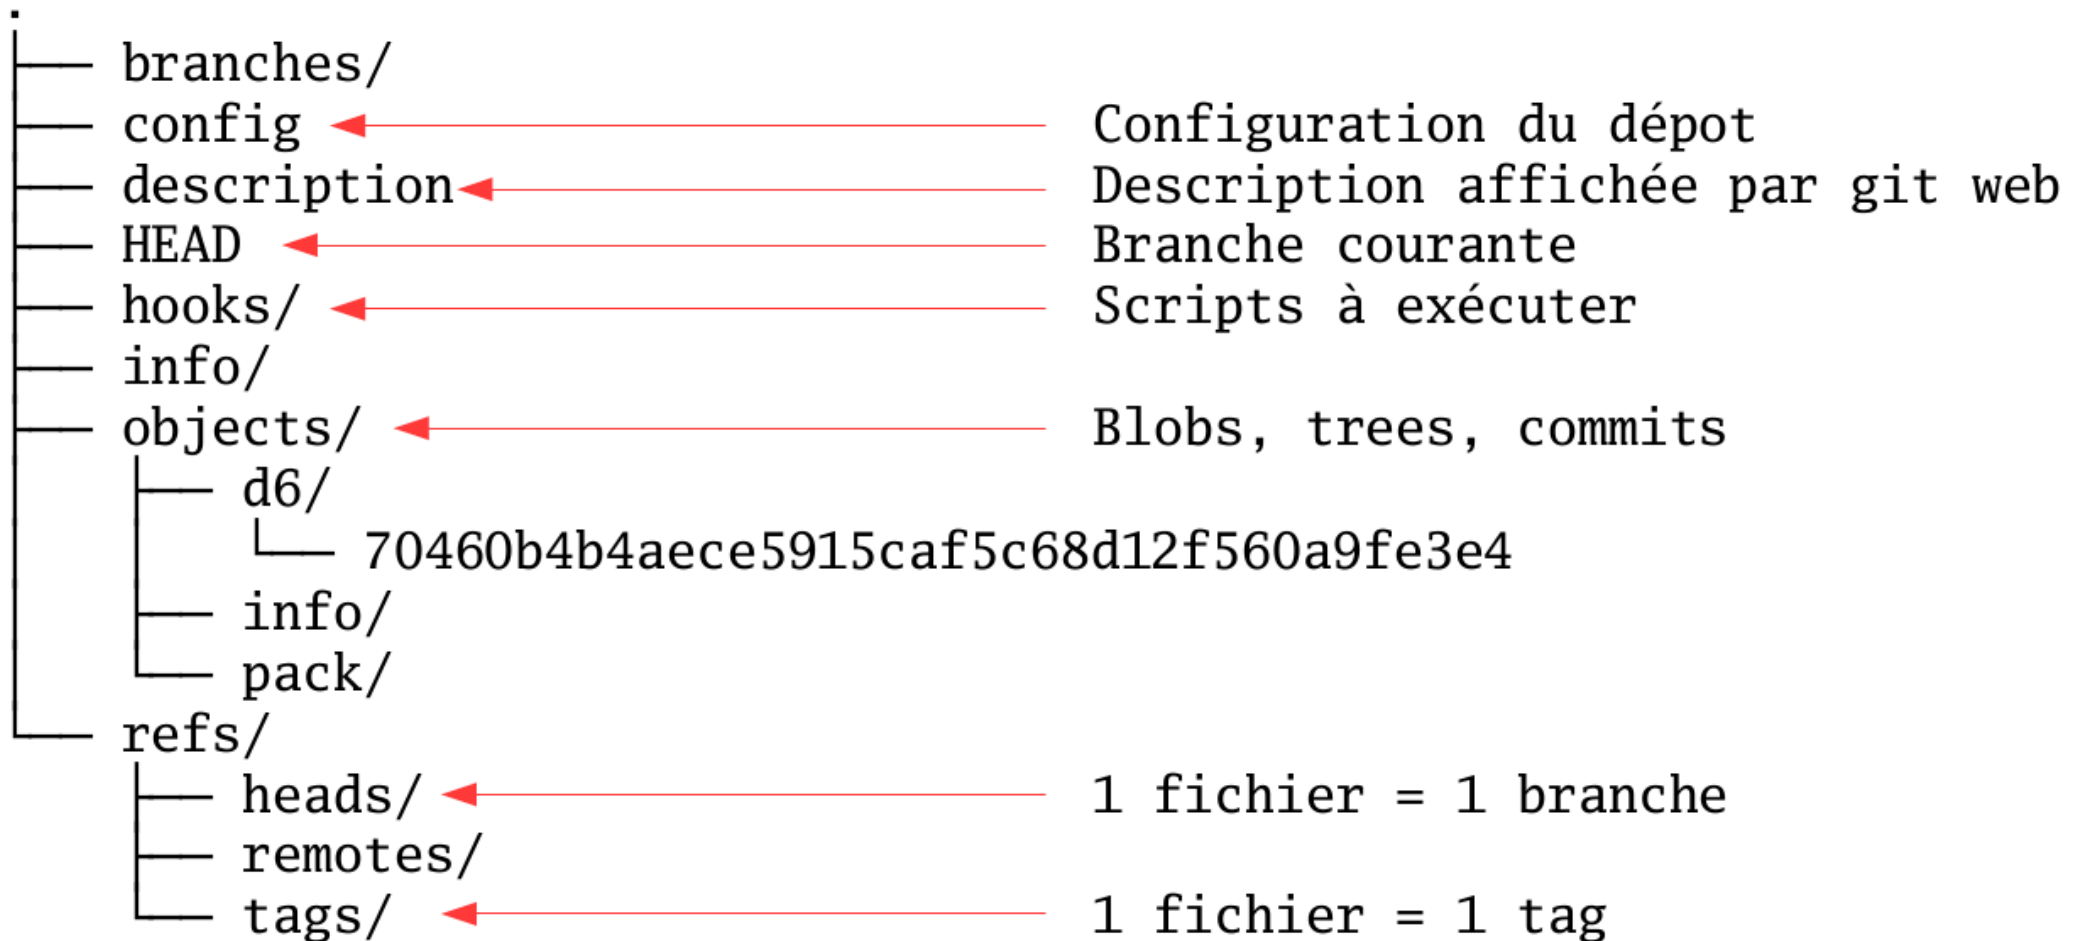 .
├── branches/
├── config Configuration du dépot
├── description Description affichée par git web
├── HEAD Branche courante
├── hooks/ Scripts à exécuter
├── info/
├── objects/ Blobs, trees, commits
│   ├── d6/
│   │   └── 70460b4b4aece5915caf5c68d12f560a9fe3e4
│   ├── info/
│   └── pack/
└── refs/
    ├── heads/ 1 fichier = 1 branche
    ├── remotes/
    └── tags/ 1 fichier = 1 tag